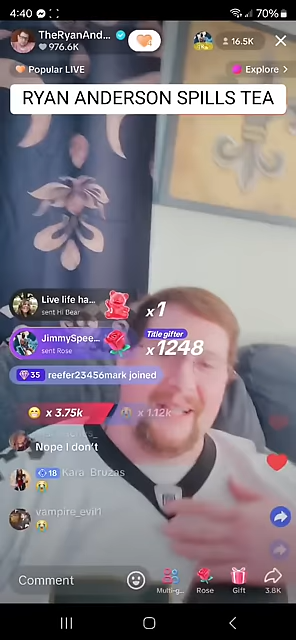 4:40
70%
TheRyanAnd...
976.6K
16.5K
Popular LIVE
Explore >
RYAN ANDERSON SPILLS TEA
Live life ha...
sent Hi Bear
x1
JimmySpee...
sent Rose
Title gifter
x1248
35 reefer23456mark joined
x 3.75k
x 1.12k
Nope I don't
18 Kara_Bruzas
vampire_evil1
Comment
Multi-g...
Rose
Gift
3.8K